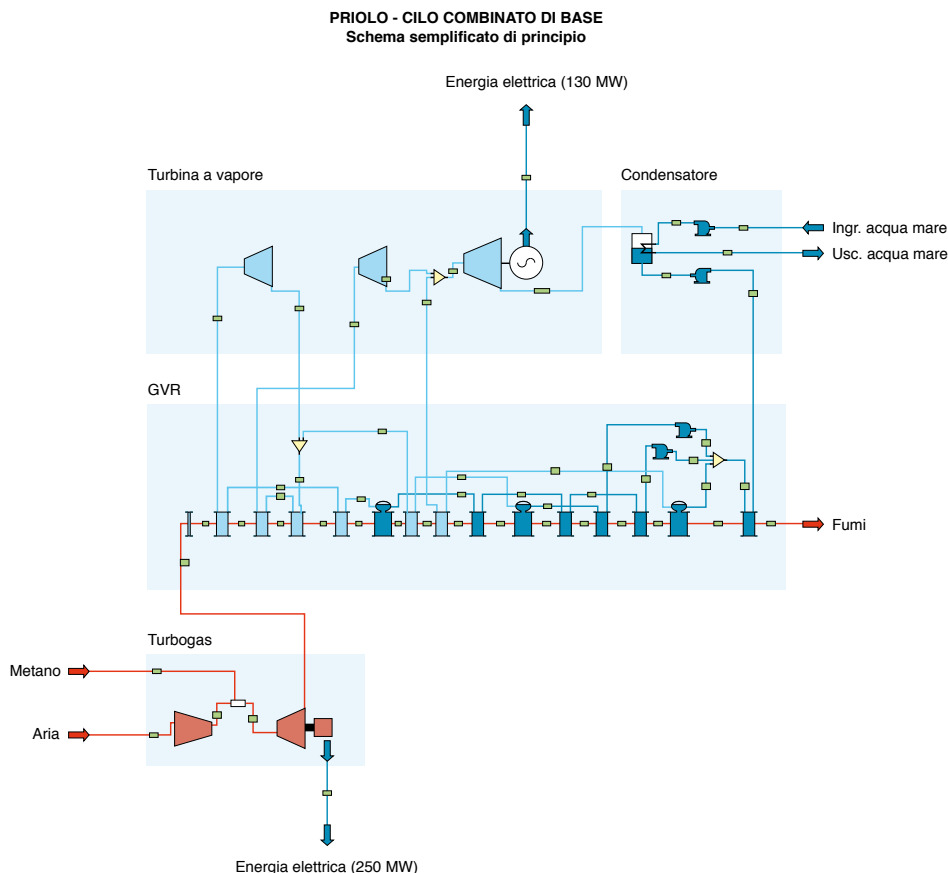 PRIOLO - CILO COMBINATO DI BASE
Schema semplificato di principio
Energia elettrica (130 MW)
Turbina a vapore
Condensatore
Ingr. acqua mare
Usc. acqua mare
GVR
Fumi
Turbogas
Metano
Aria
Energia elettrica (250 MW)